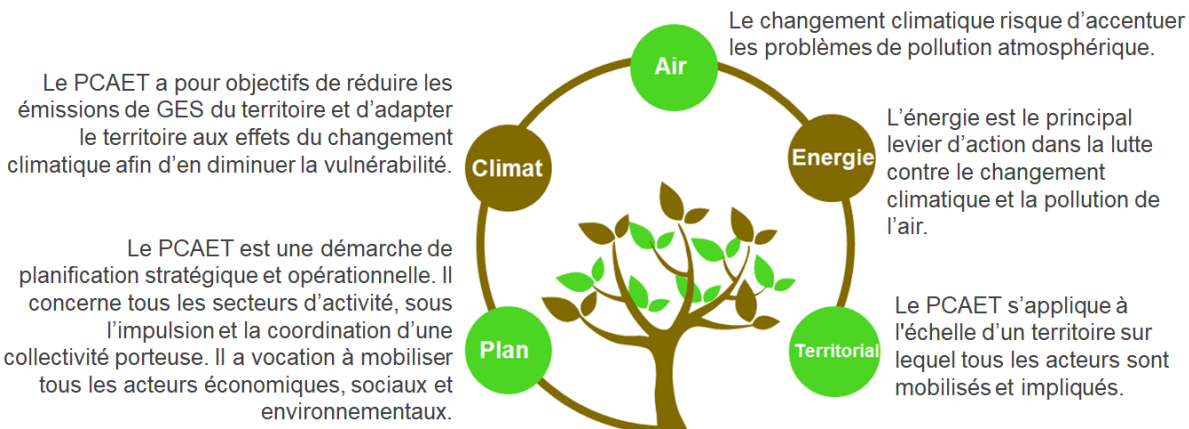 Plan
Le PCAET est une démarche de
planification stratégique et opérationnelle. Il
concerne tous les secteurs d’activité, sous
l’impulsion et la coordination d’une
collectivité porteuse. Il a vocation à mobiliser
tous les acteurs économiques, sociaux et
environnementaux.
Climat
Le PCAET a pour objectifs de réduire les
émissions de GES du territoire et d’adapter
le territoire aux effets du changement
climatique afin d’en diminuer la vulnérabilité.
Air
Le changement climatique risque d’accentuer
les problèmes de pollution atmosphérique.
Energie
L’énergie est le principal
levier d’action dans la lutte
contre le changement
climatique et la pollution de
l’air.
Territorial
Le PCAET s’applique à
l'échelle d’un territoire sur
lequel tous les acteurs sont
mobilisés et impliqués.